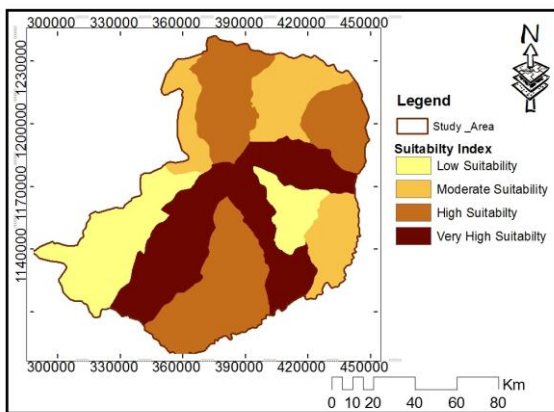 300000 330000 360000 390000 420000 450000
1230000
1200000
1170000
1140000
N
Legend
Study _Area
Suitabilty Index
Low Suitability
Moderate Suitability
High Suitabilty
Very High Suitabilty
300000 330000 360000 390000 420000 450000
Km
0 10 20 40 60 80